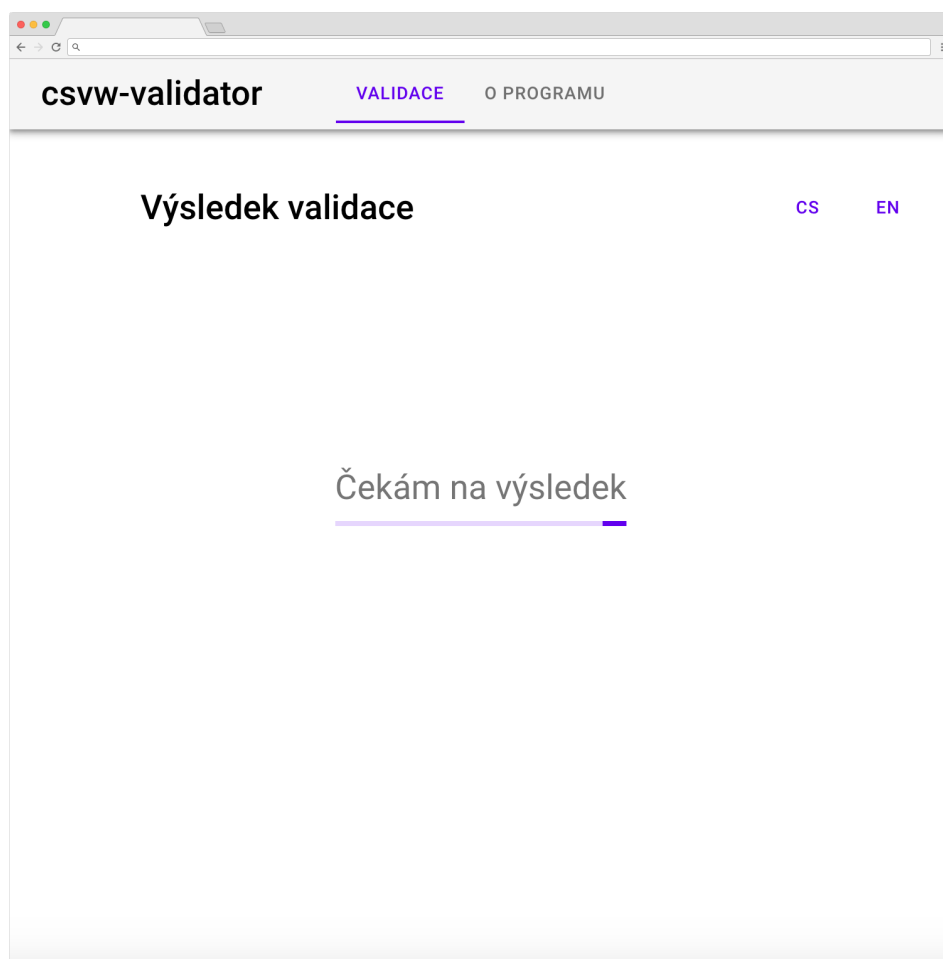 csvw-validator VALIDACE O PROGRAMU
Výsledek validace CS EN
Čekám na výsledek